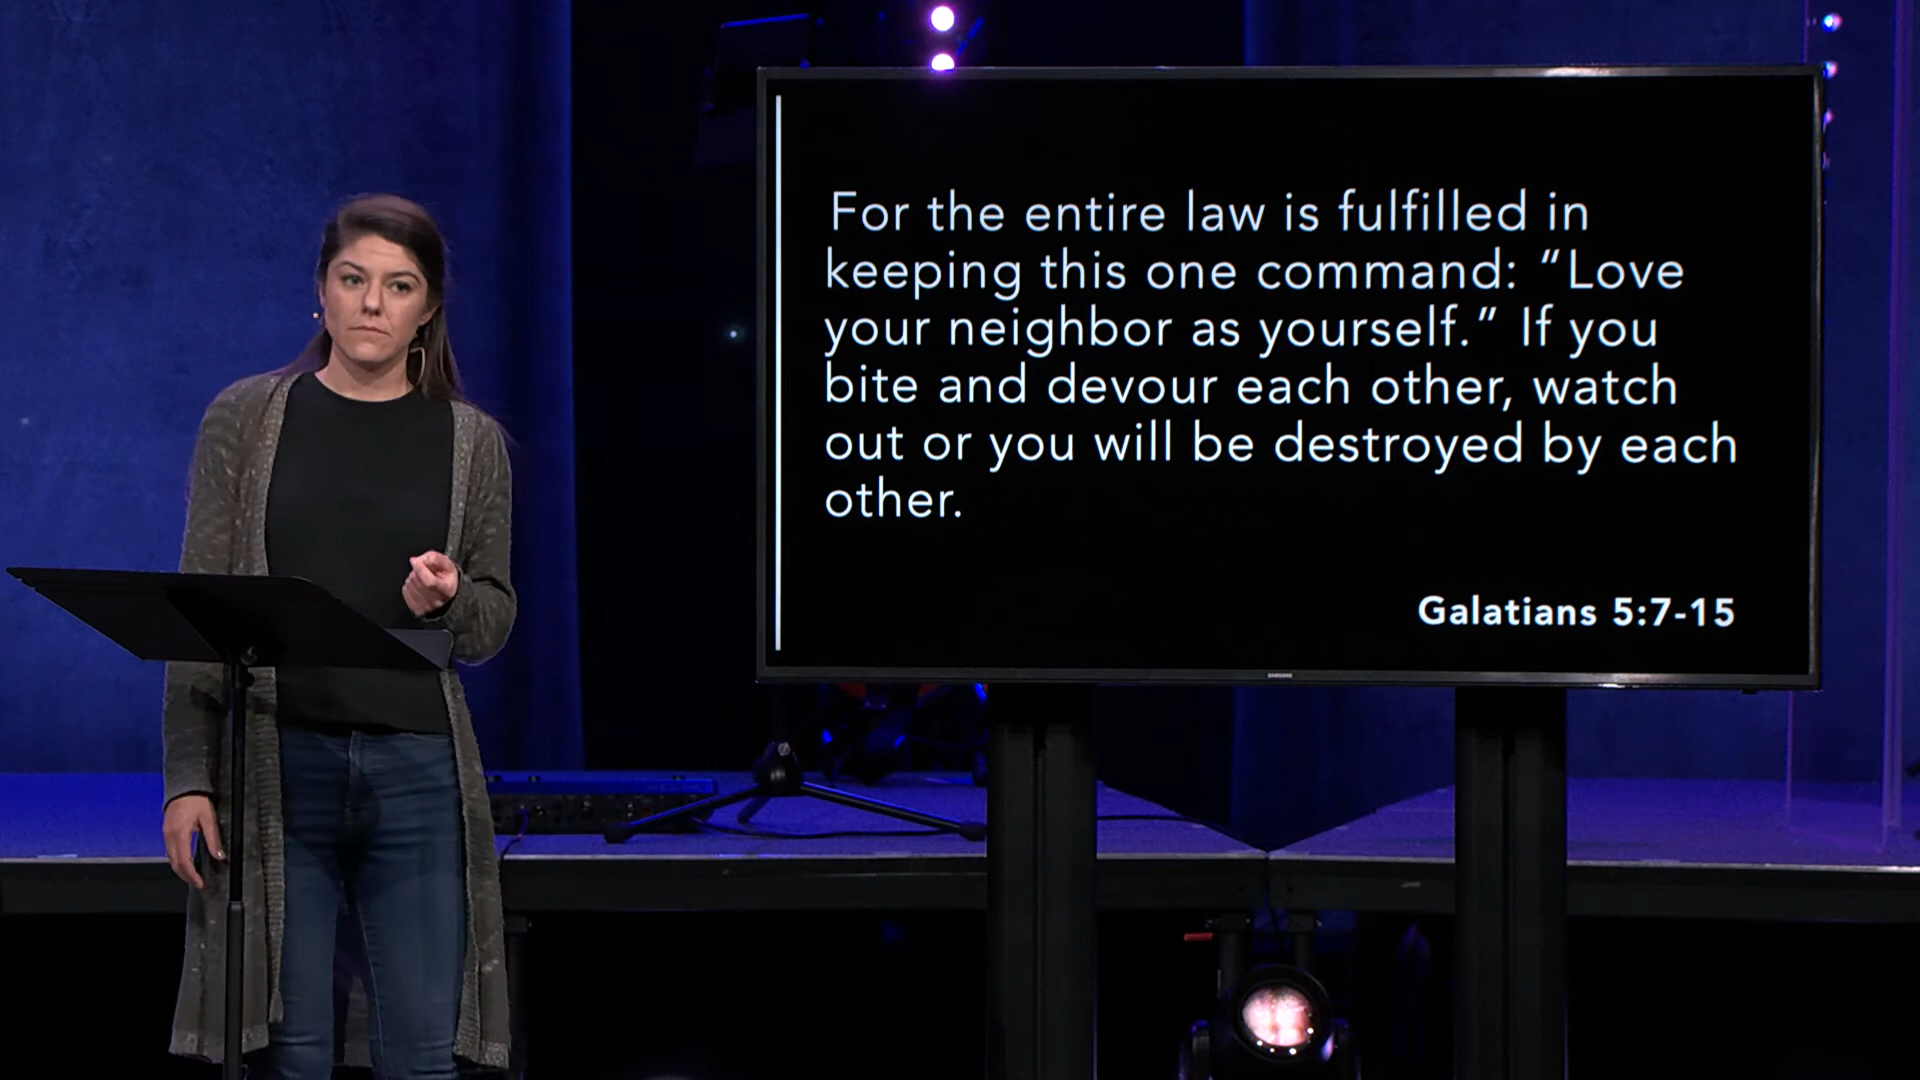 For the entire law is fulfilled in
keeping this one command: “Love
your neighbor as yourself.” If you
bite and devour each other, watch
out or you will be destroyed by each
other.
Galatians 5:7-15
SAMSUNG